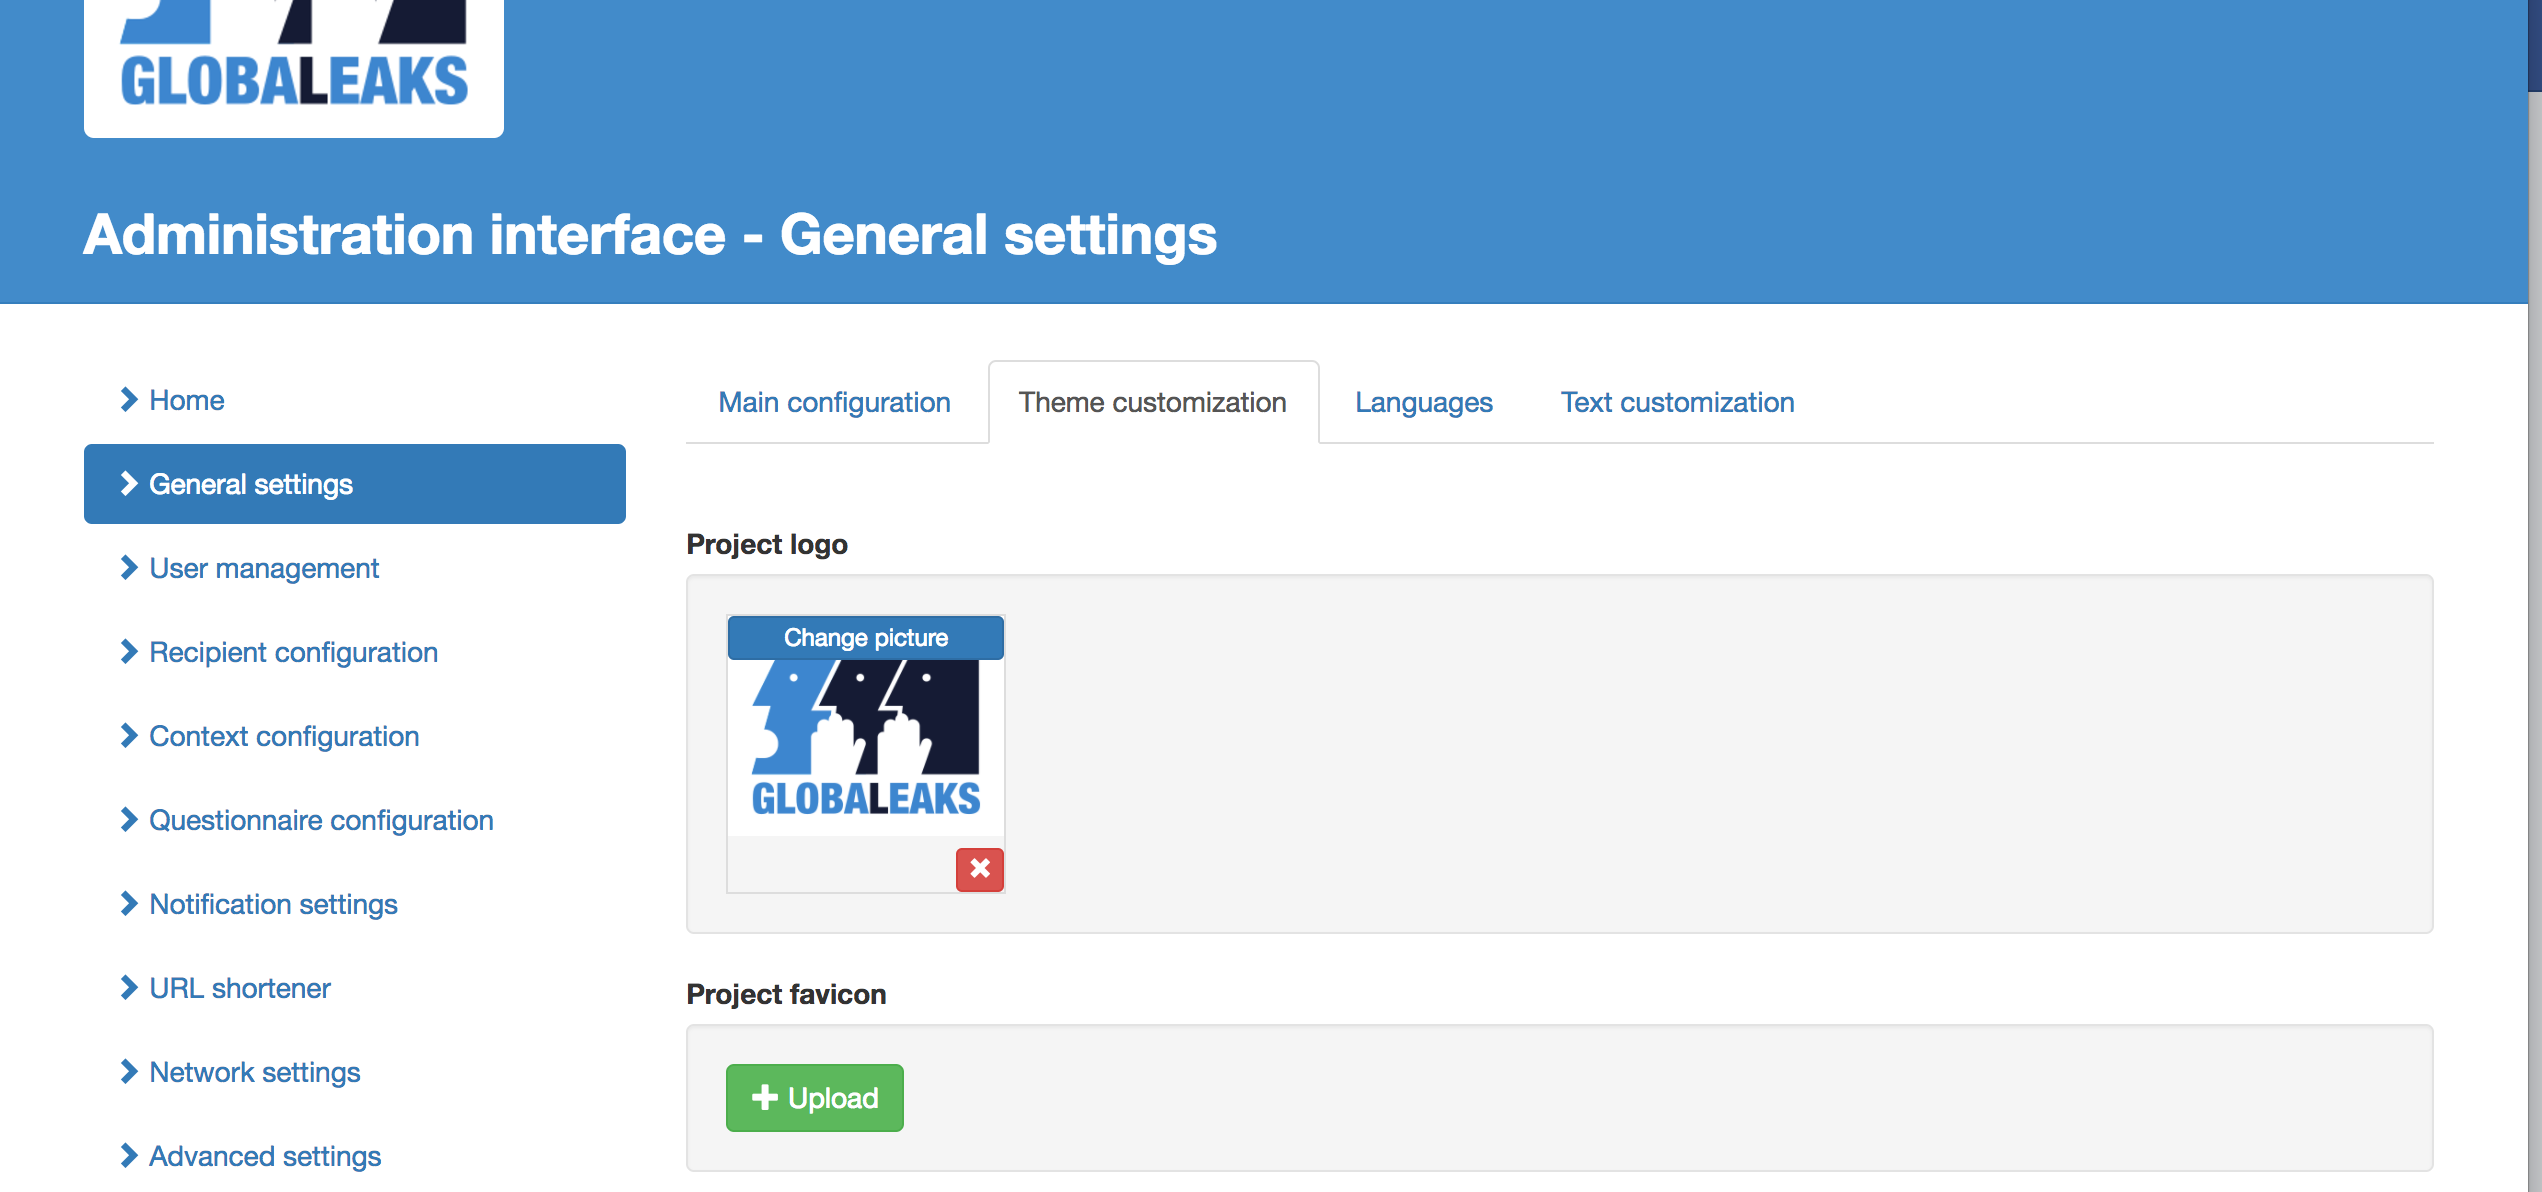 GLOBALEAKS
Administration interface - General settings
Home
General settings
User management
Recipient configuration
Context configuration
Questionnaire configuration
Notification settings
URL shortener
Network settings
Advanced settings
Main configuration
Theme customization
Languages
Text customization
Project logo
Change picture
GLOBALEAKS
Project favicon
Upload